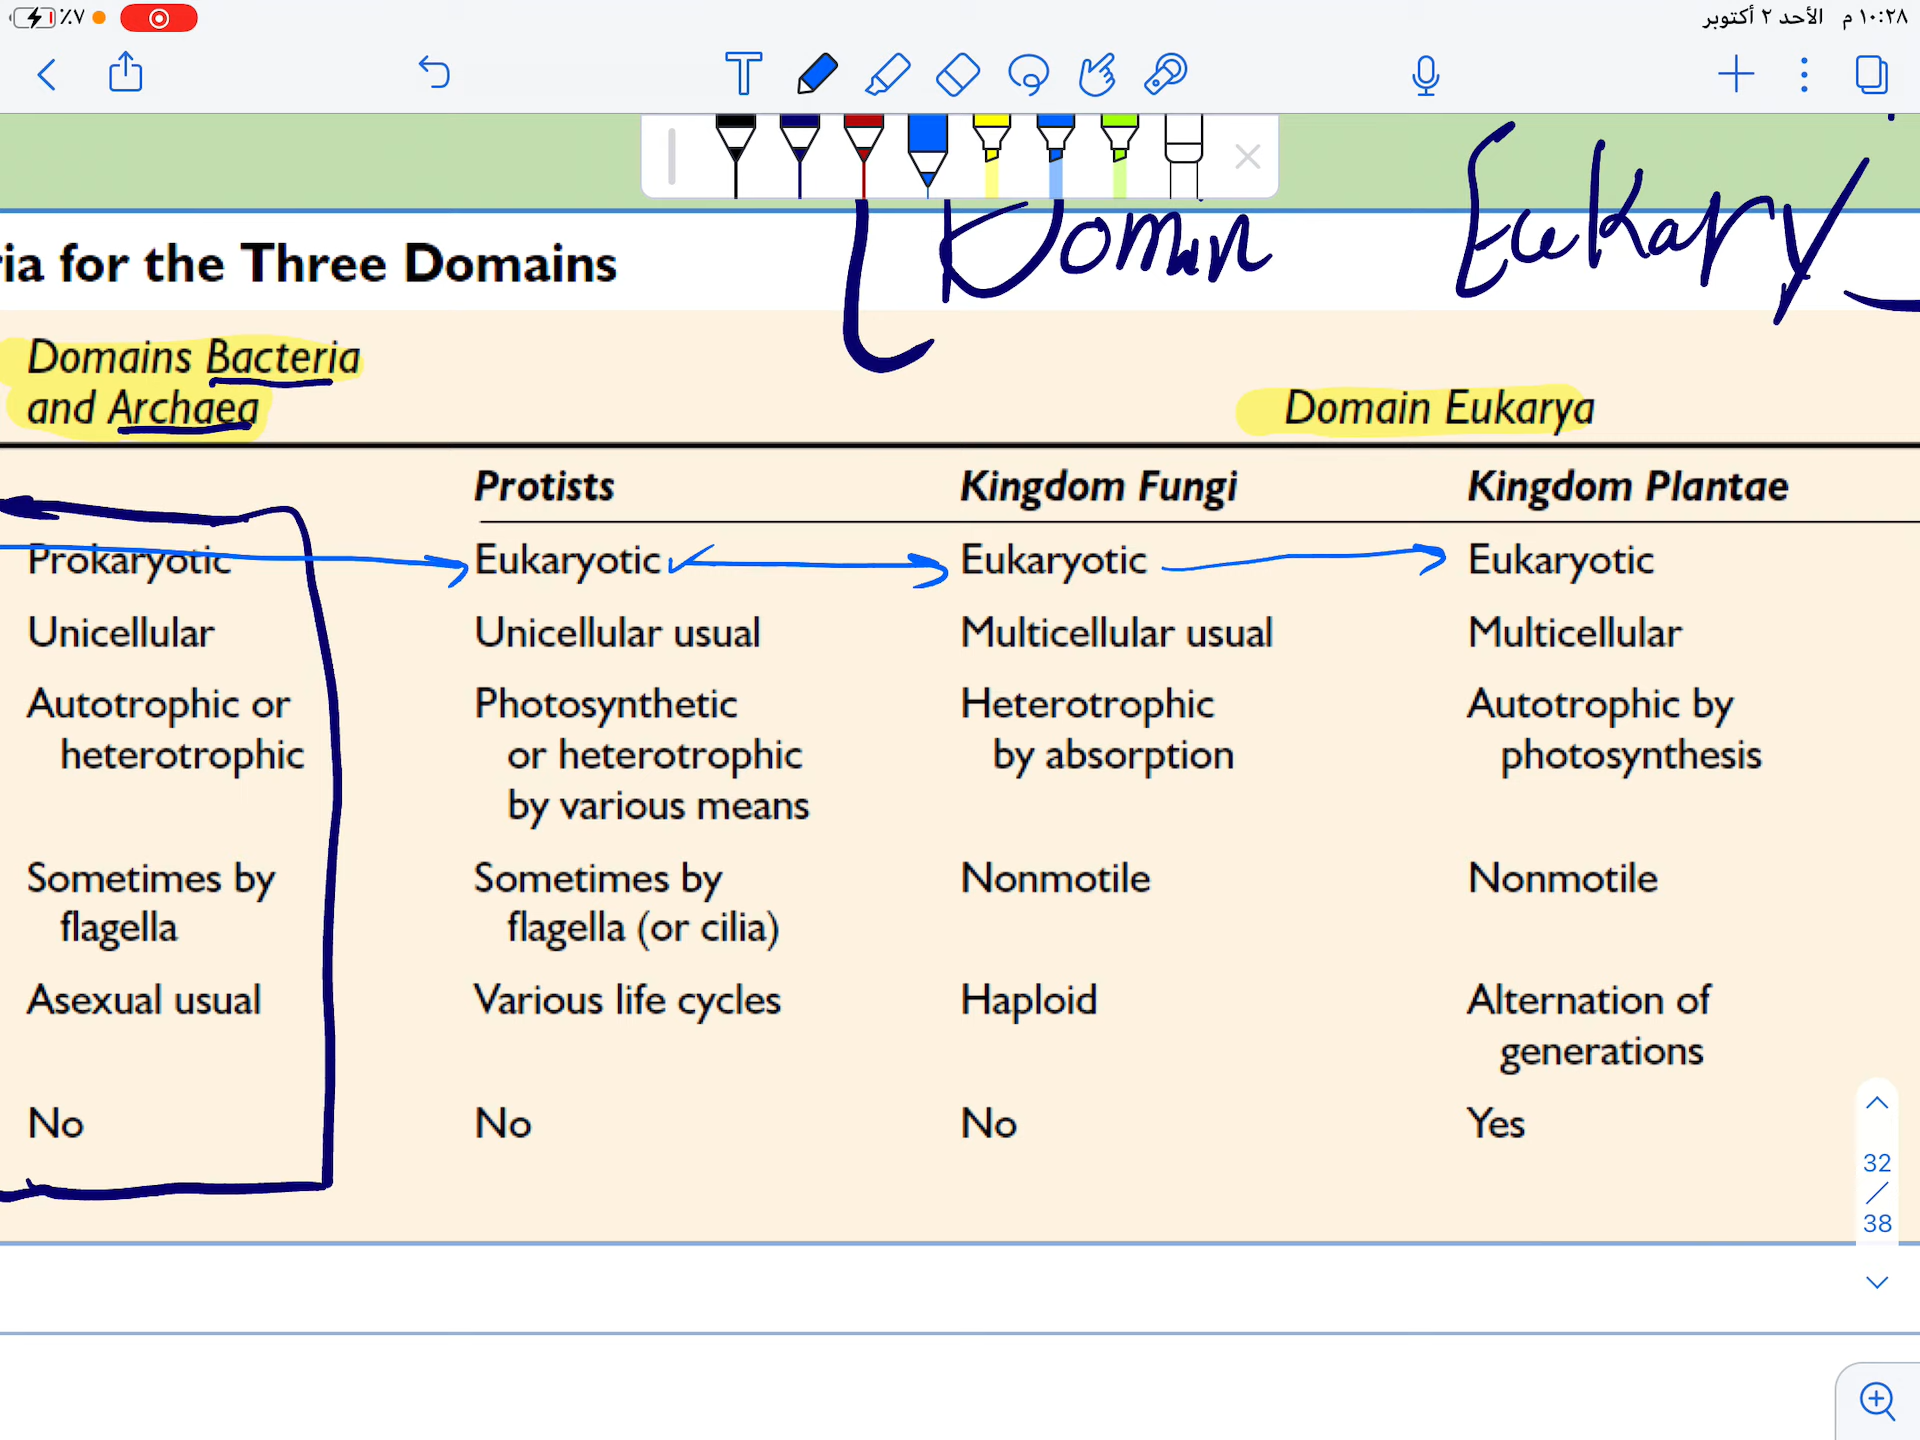 ٪٧
١٠:٢٨ م الأحد ٢ أكتوبر
T
Domain
Eukary
ria for the Three Domains
Domains Bacteria
and Archaea
Domain Eukarya
Protists Kingdom Fungi Kingdom Plantae
Prokaryotic Eukaryotic Eukaryotic Eukaryotic
Unicellular Unicellular usual Multicellular usual Multicellular
Autotrophic or Photosynthetic Heterotrophic Autotrophic by
heterotrophic or heterotrophic by absorption photosynthesis
by various means
Sometimes by Sometimes by Nonmotile Nonmotile
flagella flagella (or cilia)
Asexual usual Various life cycles Haploid Alternation of
generations
No No No Yes
32
/
38